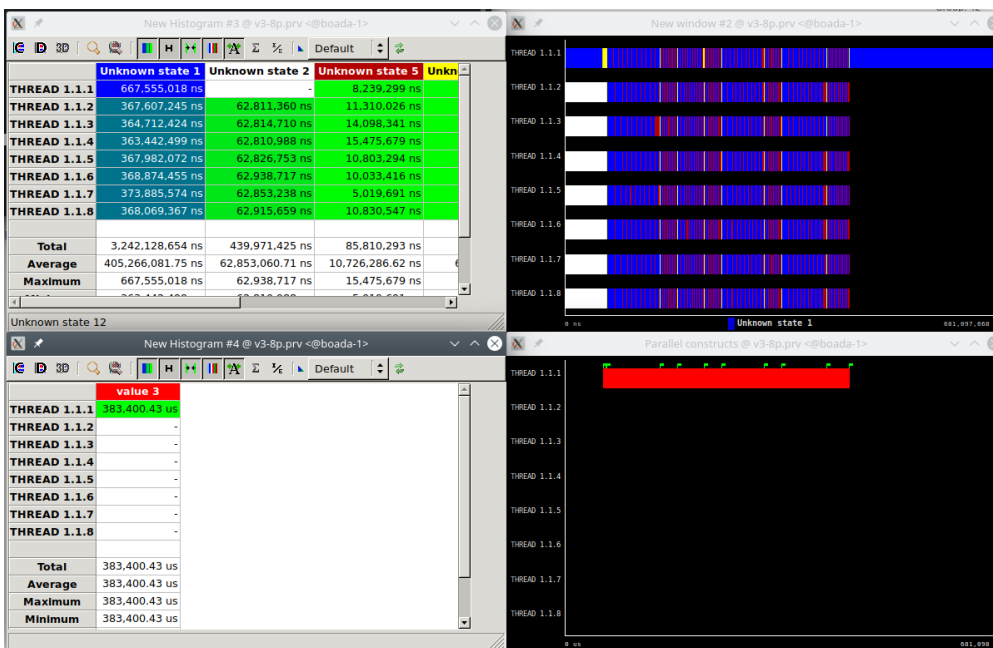 New Histogram #3 @ v3-8p.prv <@boada-1>
3D H Σ Default
Unknown state 1 Unknown state 2 Unknown state 5 Unkn
THREAD 1.1.1 667,555,018 ns - 8,239,299 ns
THREAD 1.1.2 367,607,245 ns 62,811,360 ns 11,310,026 ns
THREAD 1.1.3 364,712,424 ns 62,814,710 ns 14,098,341 ns
THREAD 1.1.4 363,442,499 ns 62,810,988 ns 15,475,679 ns
THREAD 1.1.5 367,982,072 ns 62,826,753 ns 10,803,294 ns
THREAD 1.1.6 368,874,455 ns 62,938,717 ns 10,033,416 ns
THREAD 1.1.7 373,885,574 ns 62,853,238 ns 5,019,691 ns
THREAD 1.1.8 368,069,367 ns 62,915,659 ns 10,830,547 ns
Total 3,242,128,654 ns 439,971,425 ns 85,810,293 ns
Average 405,266,081.75 ns 62,853,060.71 ns 10,726,286.62 ns 6
Maximum 667,555,018 ns 62,938,717 ns 15,475,679 ns
Unknown state 12
New window #2 @ v3-8p.prv <@boada-1>
THREAD 1.1.1
THREAD 1.1.2
THREAD 1.1.3
THREAD 1.1.4
THREAD 1.1.5
THREAD 1.1.6
THREAD 1.1.7
THREAD 1.1.8
0 ns Unknown state 1 681,097,668
New Histogram #4 @ v3-8p.prv <@boada-1>
3D H Σ Default
value 3
THREAD 1.1.1 383,400.43 us
THREAD 1.1.2 -
THREAD 1.1.3 -
THREAD 1.1.4 -
THREAD 1.1.5 -
THREAD 1.1.6 -
THREAD 1.1.7 -
THREAD 1.1.8 -
Total 383,400.43 us
Average 383,400.43 us
Maximum 383,400.43 us
Minimum 383,400.43 us
Parallel constructs @ v3-8p.prv <@boada-1>
THREAD 1.1.1
THREAD 1.1.2
THREAD 1.1.3
THREAD 1.1.4
THREAD 1.1.5
THREAD 1.1.6
THREAD 1.1.7
THREAD 1.1.8
0 us 681,098